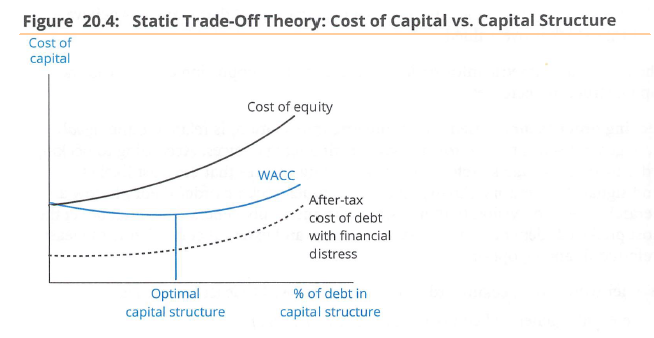 Figure 20.4: Static Trade-Off Theory: Cost of Capital vs. Capital Structure
Cost of
capital
Cost of equity
WACC
After-tax
cost of debt
with financial
distress
Optimal
capital structure
% of debt in
capital structure